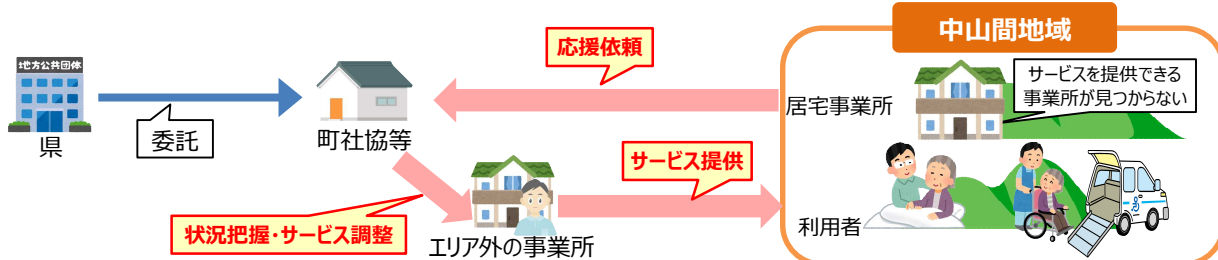 地方公共団体
県
委託
町社協等
応援依頼
状況把握・サービス調整
エリア外の事業所
サービス提供
中山間地域
居宅事業所
サービスを提供できる
事業所が見つからない
利用者